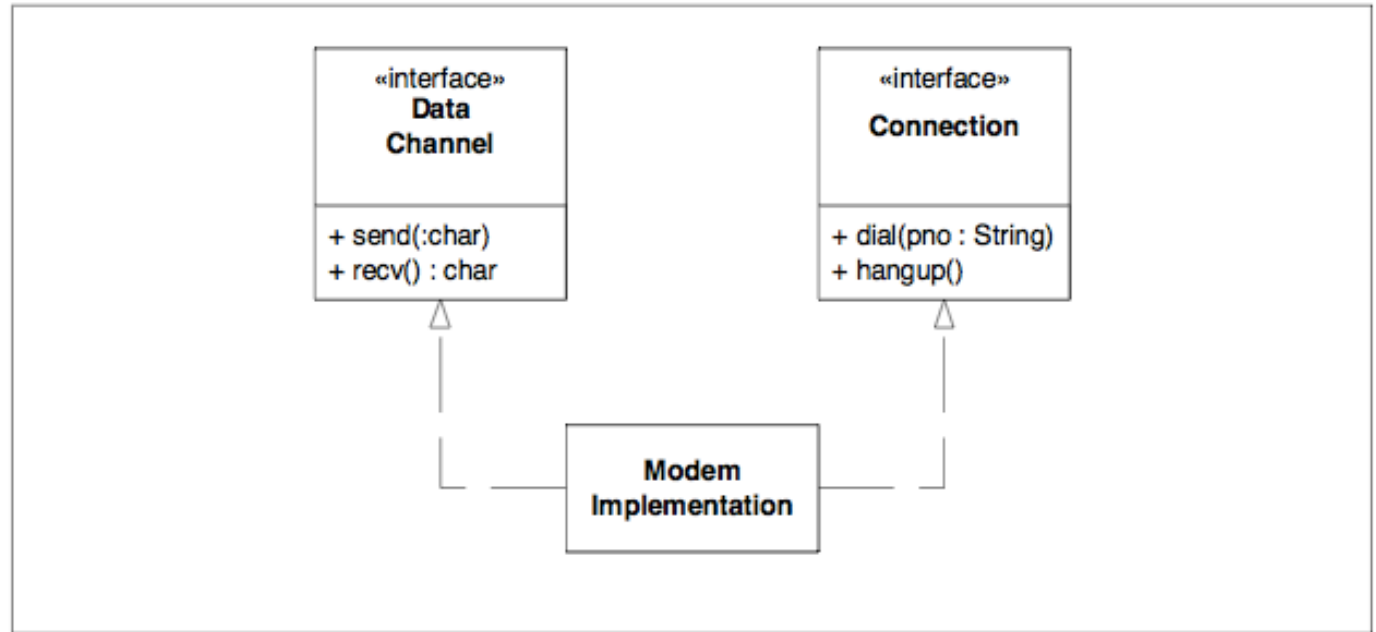 «interface»
Data
Channel
+ send(:char)
+ recv() : char
«interface»
Connection
+ dial(pno : String)
+ hangup()
Modem
Implementation